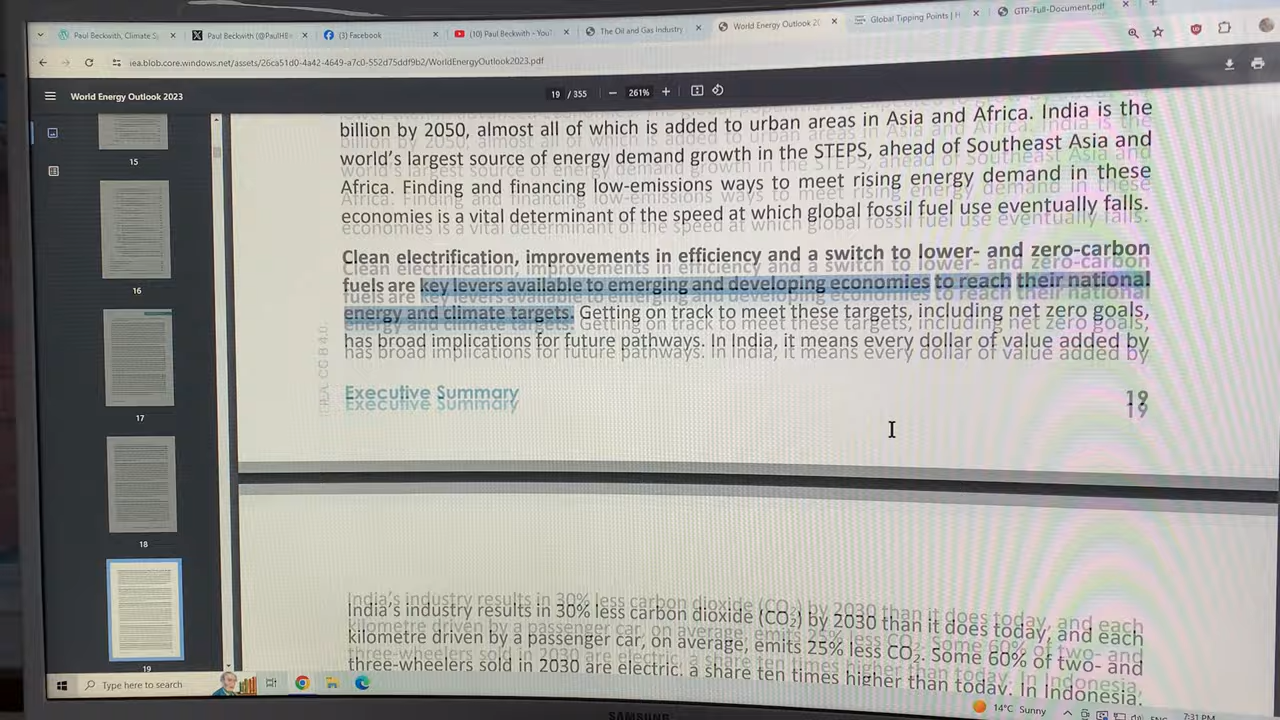 Paul Beckwith, Climate Sy
Paul Beckwith (@PaulHBe
(3) Facebook
(10) Paul Beckwith - YouT
The Oil and Gas Industry
World Energy Outlook 20
Global Tipping Points | H
GTP-Full-Document.pdf
iea.blob.core.windows.net/assets/26ca51d0-4a42-4649-a7c0-552d75ddf9b2/WorldEnergyOutlook2023.pdf
World Energy Outlook 2023
19 / 355
261%
15
16
17
18
19
billion by 2050, almost all of which is added to urban areas in Asia and Africa. India is the
world's largest source of energy demand growth in the STEPS, ahead of Southeast Asia and
Africa. Finding and financing low-emissions ways to meet rising energy demand in these
economies is a vital determinant of the speed at which global fossil fuel use eventually falls.
Clean electrification, improvements in efficiency and a switch to lower- and zero-carbon
fuels are key levers available to emerging and developing economies to reach their national
energy and climate targets. Getting on track to meet these targets, including net zero goals,
has broad implications for future pathways. In India, it means every dollar of value added by
Executive Summary
19
India's industry results in 30% less carbon dioxide (CO₂) by 2030 than it does today, and each
kilometre driven by a passenger car, on average, emits 25% less CO₂. Some 60% of two- and
three-wheelers sold in 2030 are electric, a share ten times higher than today. In Indonesia,
Type here to search
14°C Sunny
ENG
7:31 PM
SAMSUNG